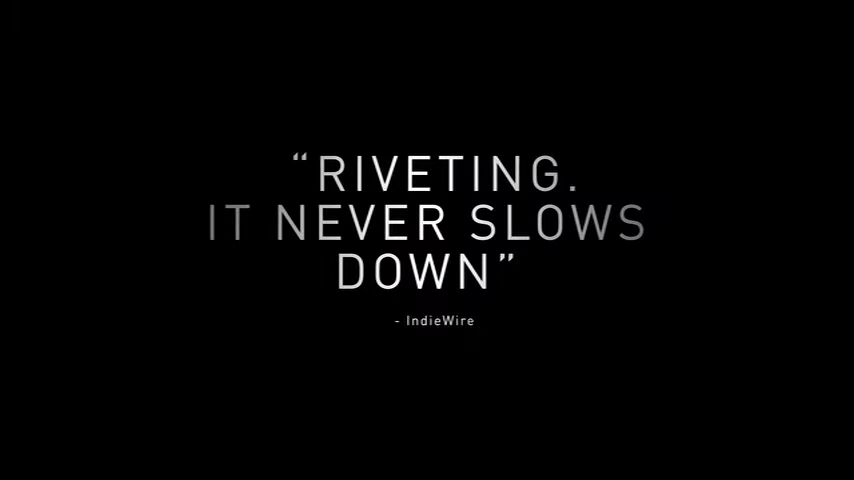 “RIVETING.
IT NEVER SLOWS
DOWN”
- IndieWire